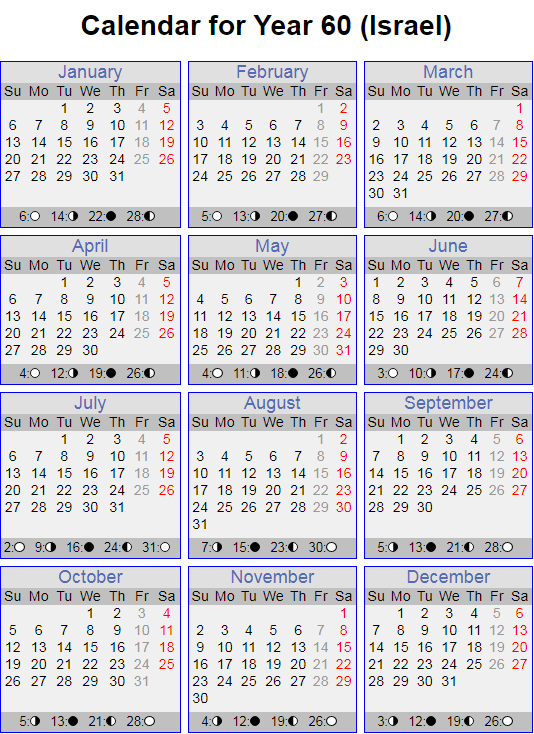 Calendar for Year 60 (Israel)
January
Su Mo Tu We Th Fr Sa
1 2 3 4 5
6 7 8 9 10 11 12
13 14 15 16 17 18 19
20 21 22 23 24 25 26
27 28 29 30 31
6:○ 14:◑ 22:● 28:◐
February
Su Mo Tu We Th Fr Sa
1 2
3 4 5 6 7 8 9
10 11 12 13 14 15 16
17 18 19 20 21 22 23
24 25 26 27 28 29
5:○ 13:◑ 20:● 27:◐
March
Su Mo Tu We Th Fr Sa
1
2 3 4 5 6 7 8
9 10 11 12 13 14 15
16 17 18 19 20 21 22
23 24 25 26 27 28 29
30 31
6:○ 14:◑ 20:● 27:◐
April
Su Mo Tu We Th Fr Sa
1 2 3 4 5
6 7 8 9 10 11 12
13 14 15 16 17 18 19
20 21 22 23 24 25 26
27 28 29 30
4:○ 12:◑ 19:● 26:◐
May
Su Mo Tu We Th Fr Sa
1 2 3
4 5 6 7 8 9 10
11 12 13 14 15 16 17
18 19 20 21 22 23 24
25 26 27 28 29 30 31
4:○ 11:◑ 18:● 26:◐
June
Su Mo Tu We Th Fr Sa
1 2 3 4 5 6 7
8 9 10 11 12 13 14
15 16 17 18 19 20 21
22 23 24 25 26 27 28
29 30
3:○ 10:◑ 17:● 24:◐
July
Su Mo Tu We Th Fr Sa
1 2 3 4 5
6 7 8 9 10 11 12
13 14 15 16 17 18 19
20 21 22 23 24 25 26
27 28 29 30 31
2:○ 9:◑ 16:● 24:◐ 31:○
August
Su Mo Tu We Th Fr Sa
1 2
3 4 5 6 7 8 9
10 11 12 13 14 15 16
17 18 19 20 21 22 23
24 25 26 27 28 29 30
31
7:◑ 15:● 23:◐ 30:○
September
Su Mo Tu We Th Fr Sa
1 2 3 4 5 6
7 8 9 10 11 12 13
14 15 16 17 18 19 20
21 22 23 24 25 26 27
28 29 30
5:◑ 13:● 21:◐ 28:○
October
Su Mo Tu We Th Fr Sa
1 2 3 4
5 6 7 8 9 10 11
12 13 14 15 16 17 18
19 20 21 22 23 24 25
26 27 28 29 30 31
5:◑ 13:● 21:◐ 28:○
November
Su Mo Tu We Th Fr Sa
1
2 3 4 5 6 7 8
9 10 11 12 13 14 15
16 17 18 19 20 21 22
23 24 25 26 27 28 29
30
4:◑ 12:● 19:◐ 26:○
December
Su Mo Tu We Th Fr Sa
1 2 3 4 5 6
7 8 9 10 11 12 13
14 15 16 17 18 19 20
21 22 23 24 25 26 27
28 29 30 31
3:◑ 12:● 19:◐ 26:○